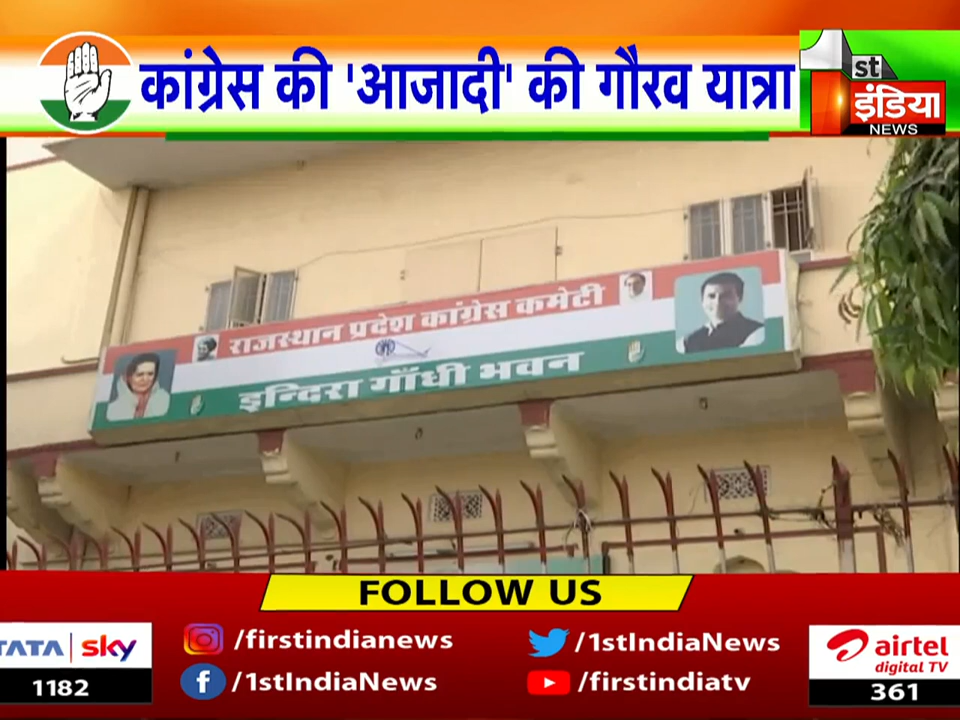 कांग्रेस की 'आजादी' की गौरव यात्रा
1st
इंडिया
NEWS
राजस्थान प्रदेश कांग्रेस कमेटी
इन्दिरा गाँधी भवन
FOLLOW US
TATA sky
1182
/firstindianews
/1stIndiaNews
/1stIndiaNews
/firstindiatv
airtel
digital TV
361